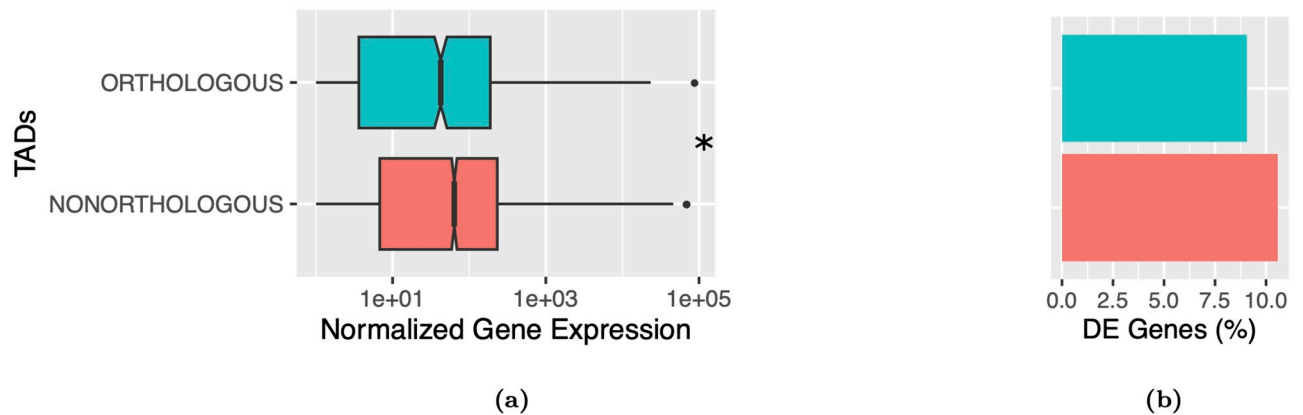 TADs
ORTHOLOGOUS
NONORTHOLOGOUS
*
1e+01 1e+03 1e+05
Normalized Gene Expression
(a)
0.0 2.5 5.0 7.5 10.0
DE Genes (%)
(b)